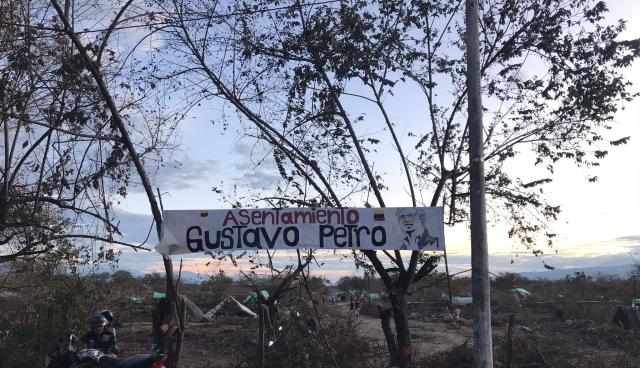 Asentamiento
Gustavo Petro